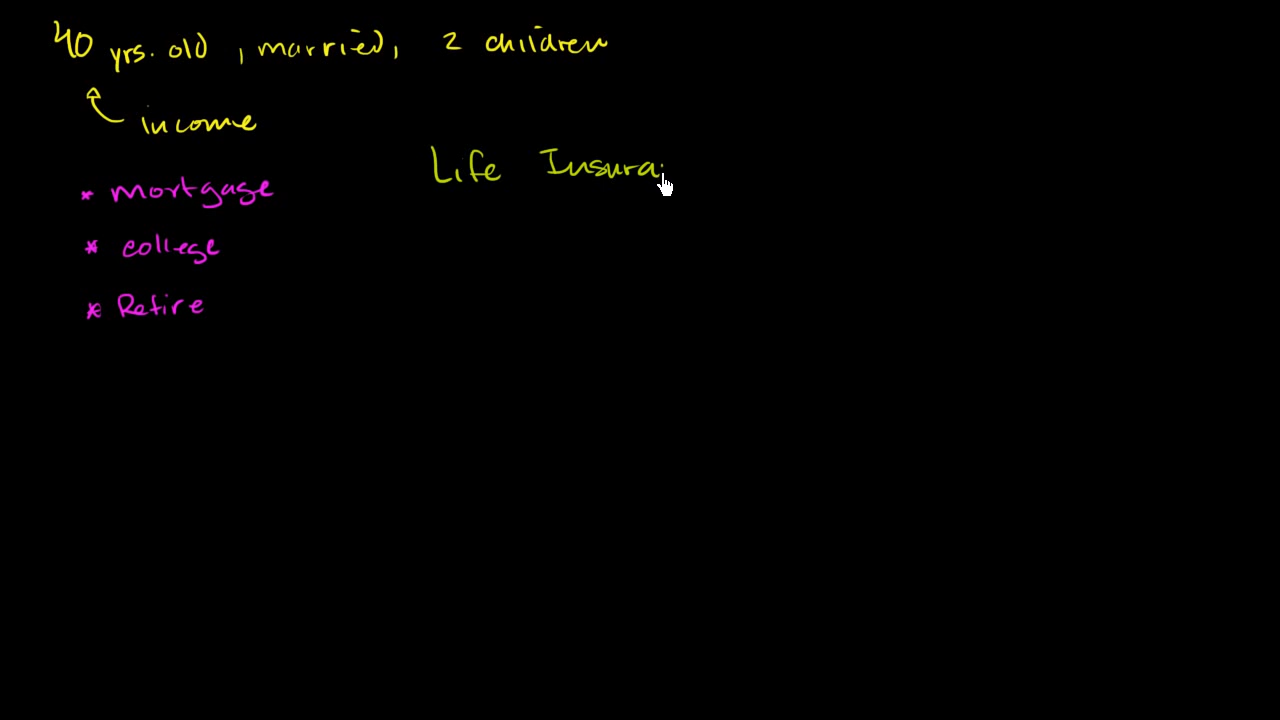 40 yrs. old, married, 2 children
income
Life Insura
* mortgage
* college
* Retire